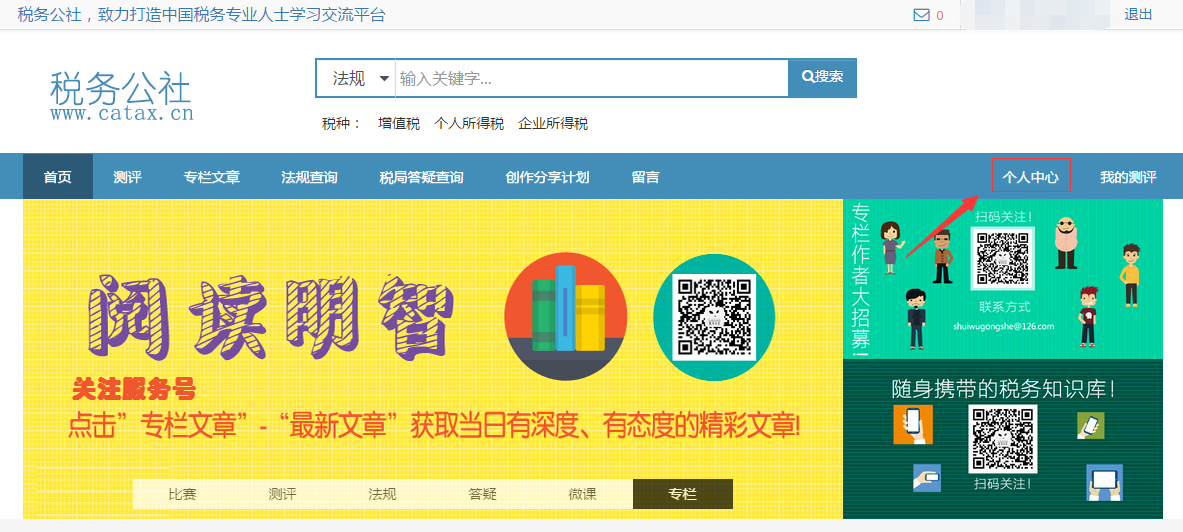 税务公社，致力打造中国税务专业人士学习交流平台
0
退出
税务公社
www.catax.cn
法规
输入关键字...
搜索
税种： 增值税 个人所得税 企业所得税
首页 测评 专栏文章 法规查询 税局答疑查询 创作分享计划 留言 个人中心 我的测评
阅读明智
关注服务号
点击”专栏文章”-“最新文章”获取当日有深度、有态度的精彩文章!
比赛 测评 法规 答疑 微课 专栏
专栏作者大招募!
扫码关注!
联系方式
shuiwugongshe@126.com
随身携带的税务知识库!
扫码关注!